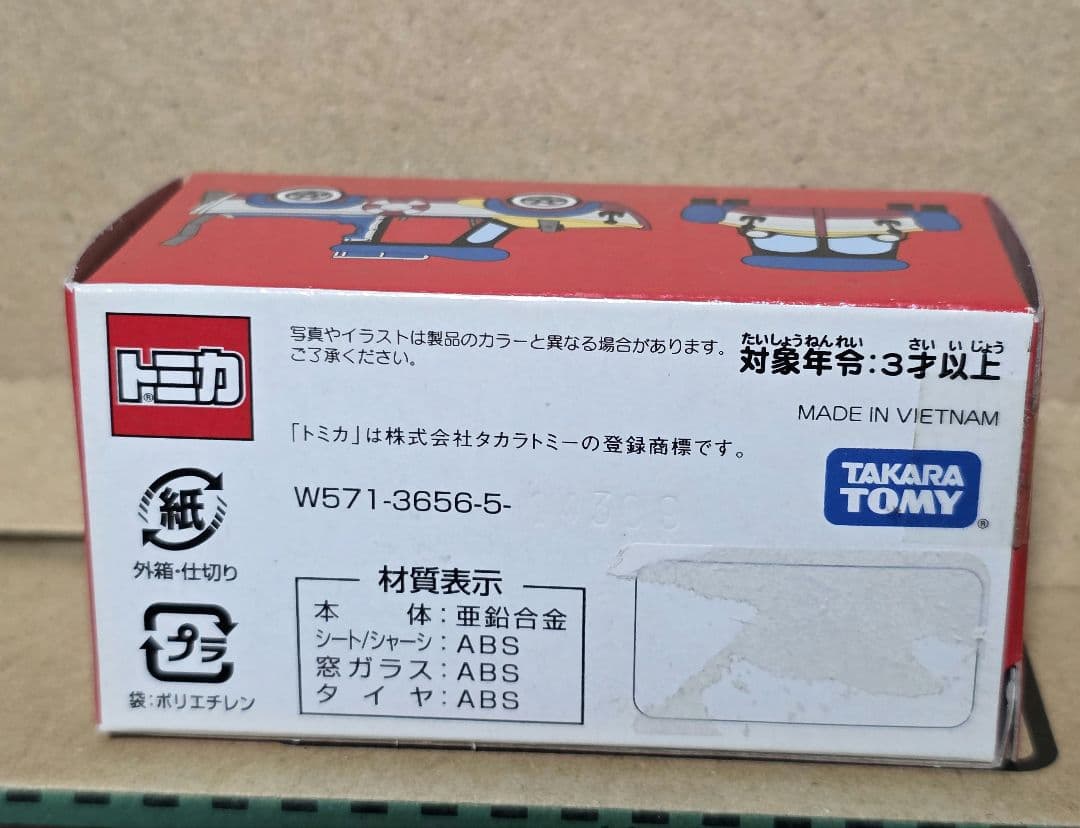 トミカ®
写真やイラストは製品のカラーと異なる場合があります。
ご了承ください。
たいしょうねんれい さいいじょう
対象年令:3才以上
MADE IN VIETNAM
「トミカ」は株式会社タカラトミーの登録商標です。
TAKARA
TOMY®
W571-3656-5-
紙
外箱・仕切り
プラ
袋:ポリエチレン
材質表示
本体:亜鉛合金
シート/シャーシ:ABS
窓ガラス:ABS
タイヤ:ABS